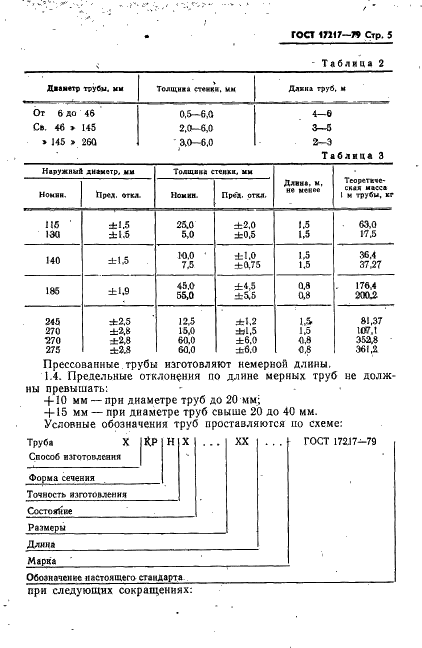 ГОСТ 17217—79 Стр. 5
Таблица 2
Диаметр трубы, мм Толщина стенки, мм Длина труб, м
От 6 до 46 0,5—6,0 4—6
Св. 46 » 145 2,0—6,0 3—5
» 145 » 260 3,0—6,0 2—3
Таблица 3
Наружный диаметр, мм Толщина стенки, мм Длина, м, не менее Теоретическая масса 1 м трубы, кг
Номин. Пред. откл. Номин. Пред. откл.
115 ±1,5 25,0 ±2,0 1,5 63,0
130 ±1,5 5,0 ±0,5 1,5 17,5
140 ±1,5 10,0 ±1,0 1,5 36,4
7,5 ±0,75 1,5 37,27
185 ±1,9 45,0 ±4,5 0,8 176,4
55,0 ±5,5 0,8 200,2
245 ±2,5 12,5 ±1,2 1,5 81,37
270 ±2,8 15,0 ±1,5 1,5 107,1
270 ±2,8 60,0 ±6,0 0,8 352,8
275 ±2,8 60,0 ±6,0 0,8 361,2
Прессованные трубы изготовляют немерной длины.
1.4. Предельные отклонения по длине мерных труб не долж-
ны превышать:
+10 мм — при диаметре труб до 20 мм;
+15 мм — при диаметре труб свыше 20 до 40 мм.
Условные обозначения труб проставляются по схеме:
Труба Х КР Н Х ... ХХ ... ГОСТ 17217—79
Способ изготовления
Форма сечения
Точность изготовления
Состояние
Размеры
Длина
Марка
Обозначение настоящего стандарта
при следующих сокращениях: